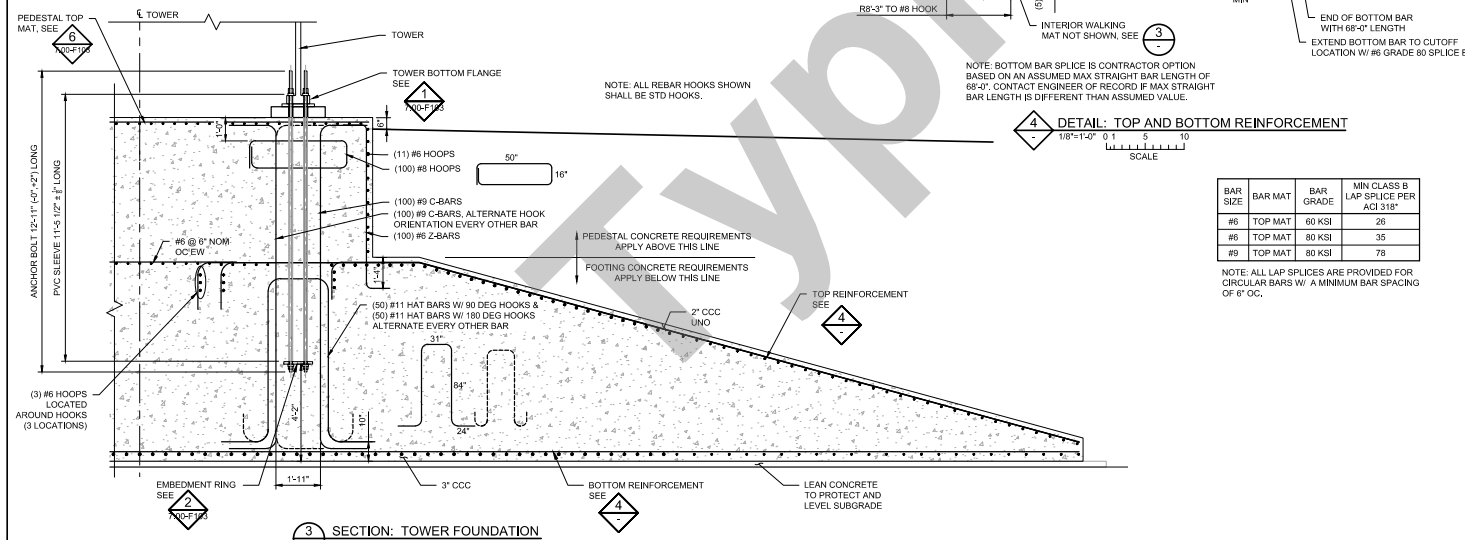 PEDESTAL TOP
MAT, SEE
6
7.00-F103
℄ TOWER
TOWER
TOWER BOTTOM FLANGE
SEE
1
7.00-F103
NOTE: ALL REBAR HOOKS SHOWN
SHALL BE STD HOOKS.
1'-0"
6"
(11) #6 HOOPS
(100) #8 HOOPS
50"
16"
(100) #9 C-BARS
(100) #9 C-BARS, ALTERNATE HOOK
ORIENTATION EVERY OTHER BAR
(100) #6 Z-BARS
ANCHOR BOLT 12'-11" (-0",+2") LONG
PVC SLEEVE 11'-5 1/2" ± 1/8" LONG
#6 @ 6" NOM
OC EW
PEDESTAL CONCRETE REQUIREMENTS
APPLY ABOVE THIS LINE
FOOTING CONCRETE REQUIREMENTS
APPLY BELOW THIS LINE
1'-4"
(50) #11 HAT BARS W/ 90 DEG HOOKS &
(50) #11 HAT BARS W/ 180 DEG HOOKS
ALTERNATE EVERY OTHER BAR
2" CCC
UNO
TOP REINFORCEMENT
SEE
4
-
31"
84"
24"
(3) #6 HOOPS
LOCATED
AROUND HOOKS
(3 LOCATIONS)
4'-2"
10"
1'-11"
EMBEDMENT RING
SEE
2
7.00-F103
3" CCC
BOTTOM REINFORCEMENT
SEE
4
-
LEAN CONCRETE
TO PROTECT AND
LEVEL SUBGRADE
3 SECTION: TOWER FOUNDATION
R8'-3" TO #8 HOOK
(5)
MIN
INTERIOR WALKING
MAT NOT SHOWN, SEE
3
-
END OF BOTTOM BAR
WITH 68'-0" LENGTH
EXTEND BOTTOM BAR TO CUTOFF
LOCATION W/ #6 GRADE 80 SPLICE
NOTE: BOTTOM BAR SPLICE IS CONTRACTOR OPTION
BASED ON AN ASSUMED MAX STRAIGHT BAR LENGTH OF
68'-0". CONTACT ENGINEER OF RECORD IF MAX STRAIGHT
BAR LENGTH IS DIFFERENT THAN ASSUMED VALUE.
4
-
DETAIL: TOP AND BOTTOM REINFORCEMENT
1/8"=1'-0" 0 1 5 10
SCALE
BAR SIZE BAR MAT BAR GRADE MIN CLASS B LAP SPLICE PER ACI 318*
#6 TOP MAT 60 KSI 26
#6 TOP MAT 80 KSI 35
#9 TOP MAT 80 KSI 78
NOTE: ALL LAP SPLICES ARE PROVIDED FOR
CIRCULAR BARS W/ A MINIMUM BAR SPACING
OF 6" OC.